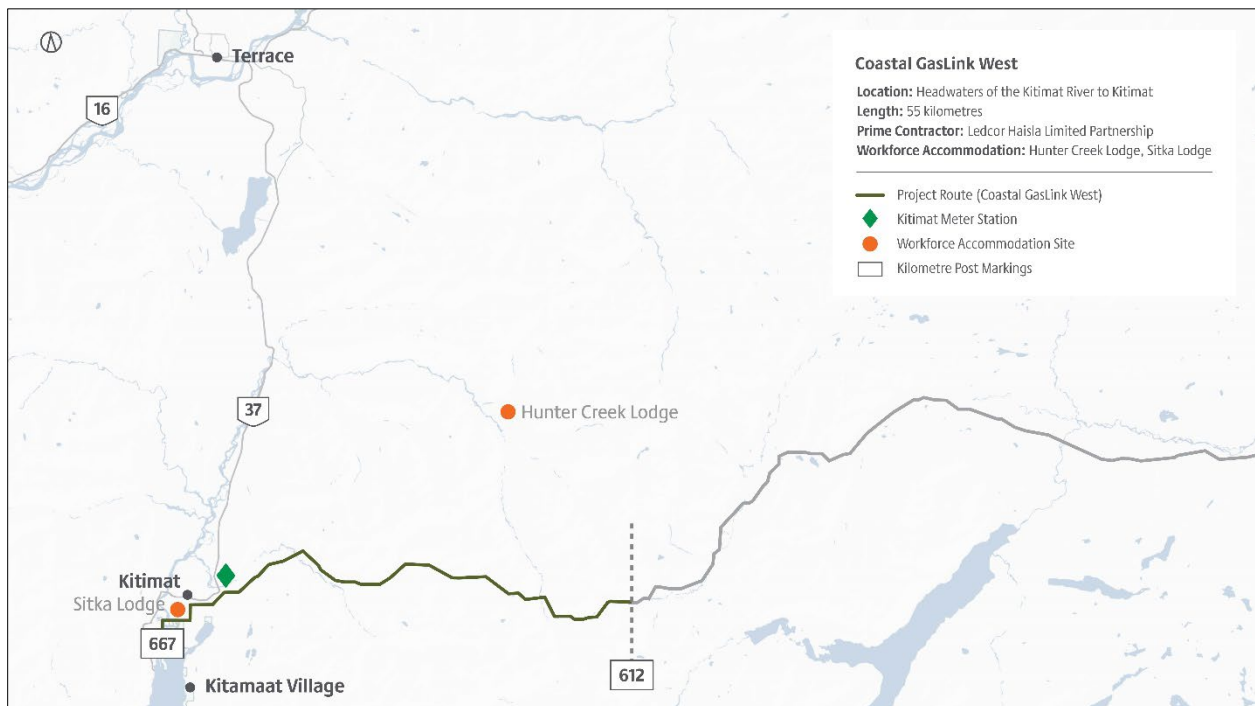 Terrace
16
Coastal GasLink West
Location: Headwaters of the Kitimat River to Kitimat
Length: 55 kilometres
Prime Contractor: Ledcor Haisla Limited Partnership
Workforce Accommodation: Hunter Creek Lodge, Sitka Lodge
Project Route (Coastal GasLink West)
Kitimat Meter Station
Workforce Accommodation Site
Kilometre Post Markings
37
Hunter Creek Lodge
Kitimat
Sitka Lodge
667
612
Kitamaat Village